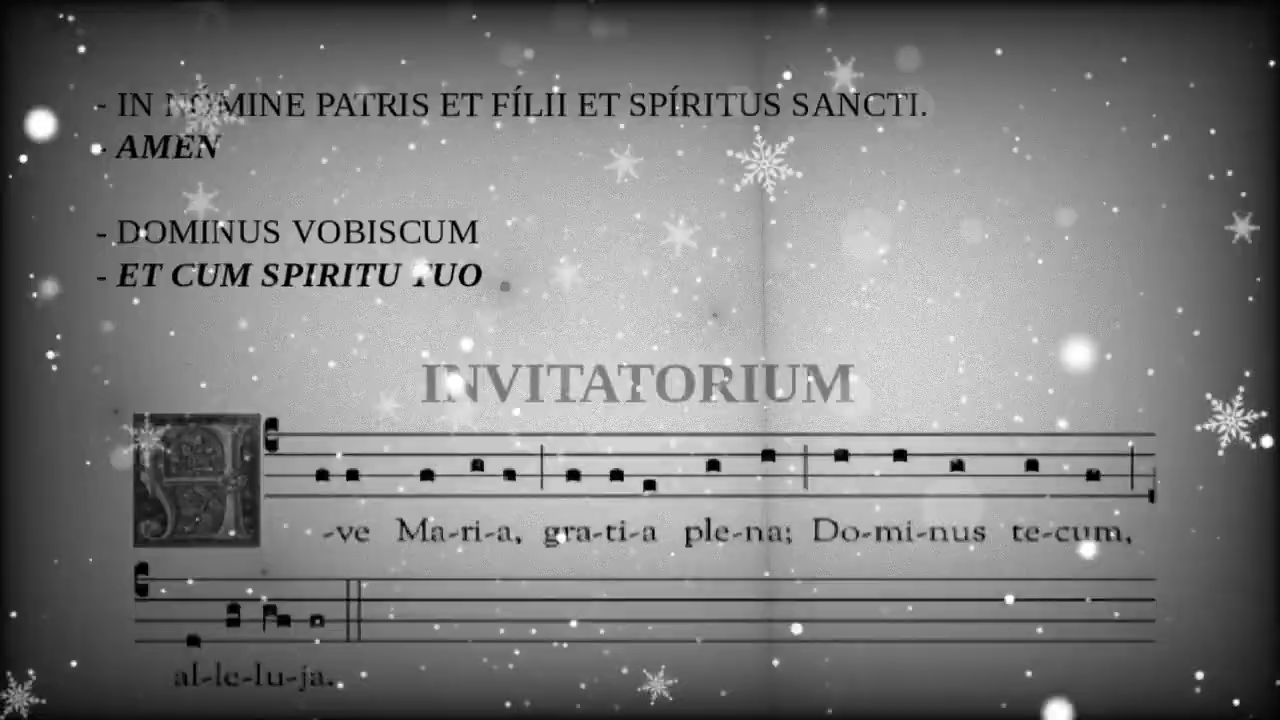 - IN NOMINE PATRIS ET FÍLII ET SPÍRITUS SANCTI.
- AMEN
- DOMINUS VOBISCUM
- ET CUM SPIRITU TUO
INVITATORIUM
A-ve Ma-ri-a, gra-ti-a ple-na; Do-mi-nus te-cum,
al-le-lu-ja.